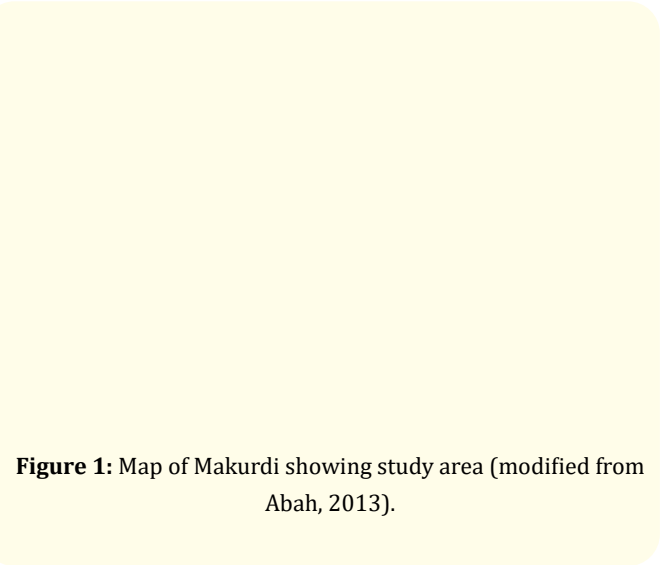 Figure 1: Map of Makurdi showing study area (modified from
Abah, 2013).